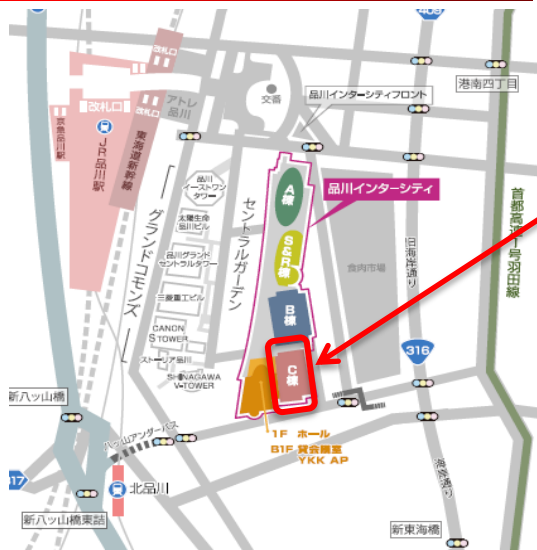 409
港南四丁目
品川インターシティフロント
交番
改札口
アトレ
品川
改札口
京急品川駅
JR品川駅
東海道新幹線
品川
イーストワン
タワー
太陽生命
品川ビル
品川グランド
セントラルタワー
三菱重工ビル
CANON
S TOWER
ストーリア品川
SHINAGAWA
V-TOWER
グランドコモンズ
セントラルガーデン
A棟
S&R棟
B棟
C棟
品川インターシティ
食肉市場
旧海岸通り
首都高速1号羽田線
316
1F ホール
B1F 貸会議室
YKK AP
新八ッ山橋
八ッ山アンダーパス
317
北品川
新八ッ山橋東詰
海岸通り
新東海橋